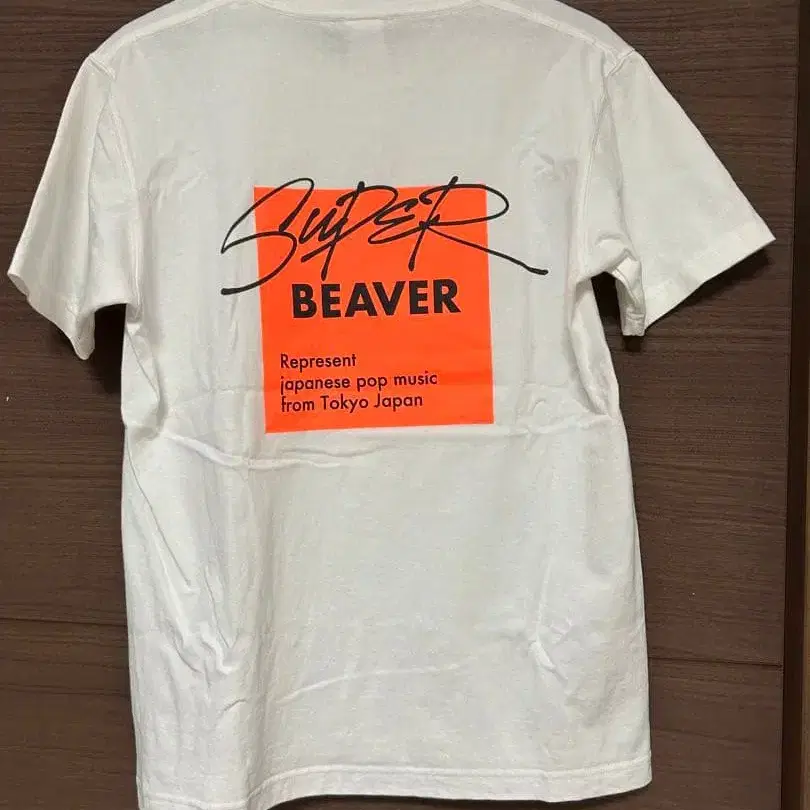 SUPER
BEAVER
Represent
japanese pop music
from Tokyo Japan